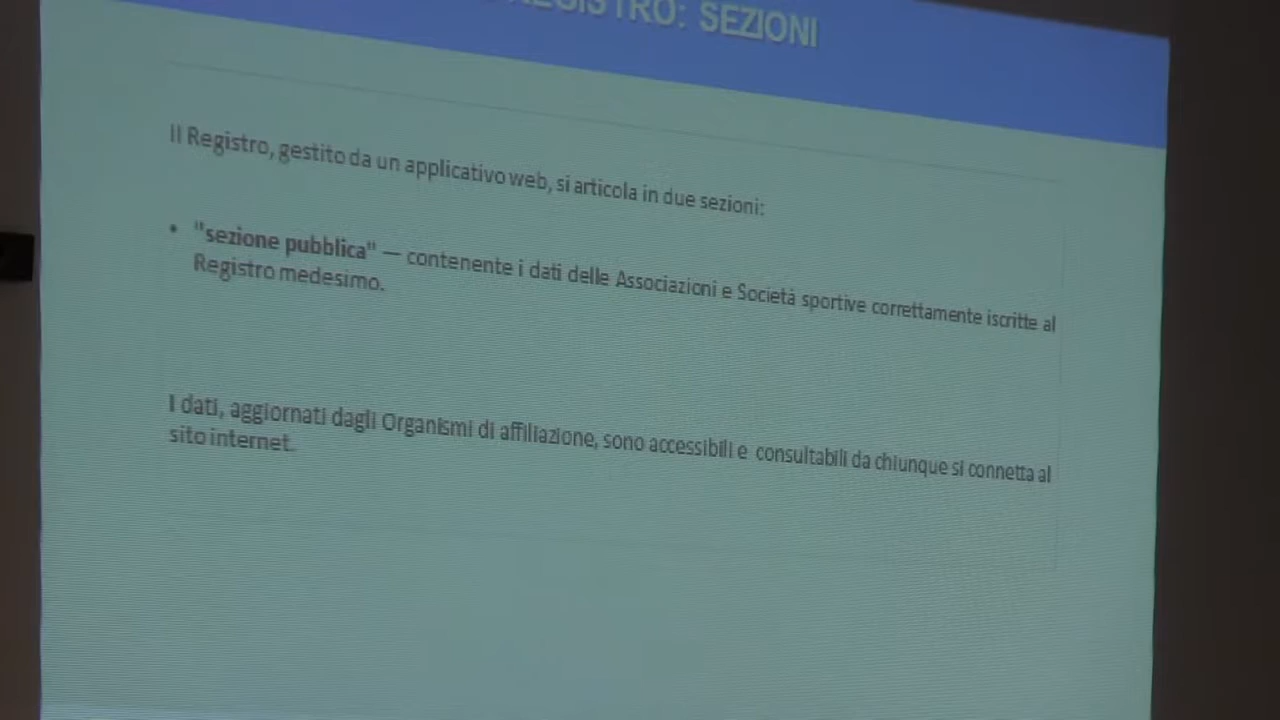 REGISTRO: SEZIONI
Il Registro, gestito da un applicativo web, si articola in due sezioni:
• "sezione pubblica" — contenente i dati delle Associazioni e Società sportive correttamente iscritte al
Registro medesimo.
I dati, aggiornati dagli Organismi di affiliazione, sono accessibili e consultabili da chiunque si connetta al
sito internet.